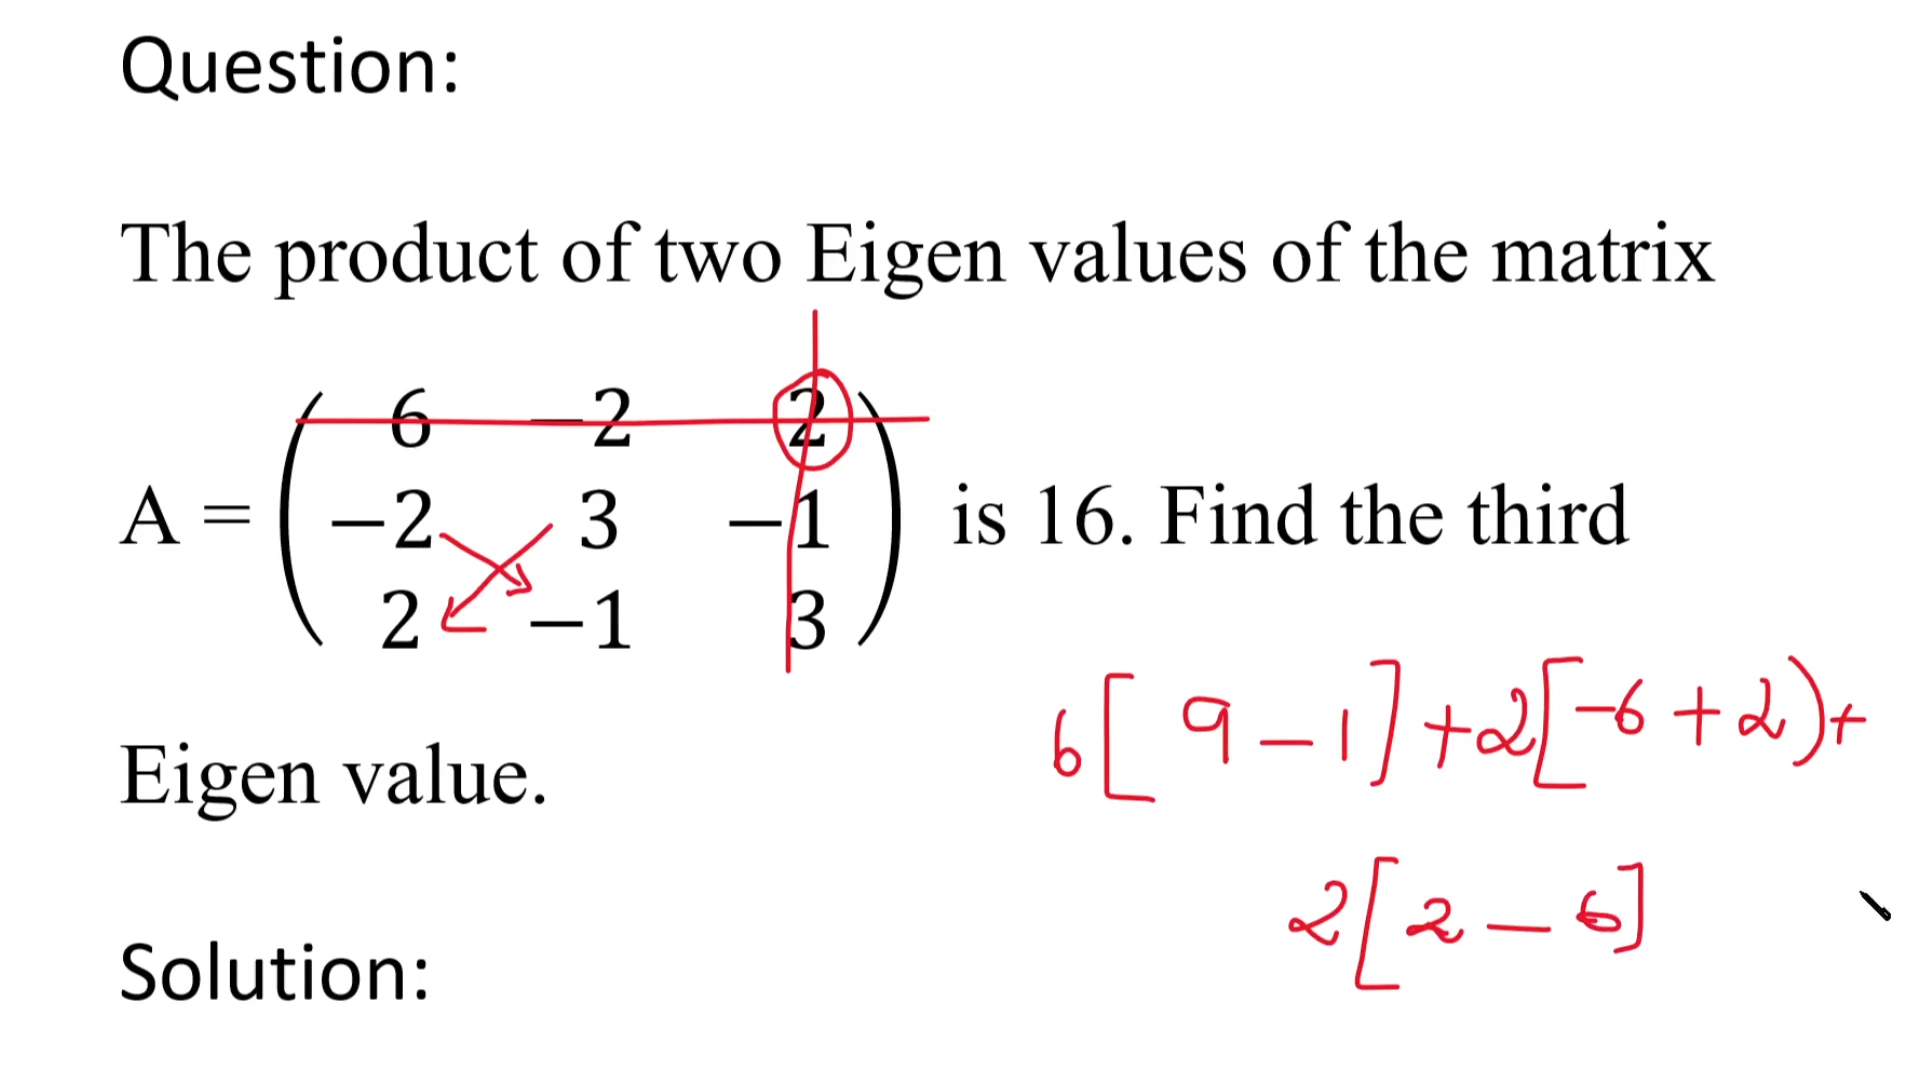 Question:
The product of two Eigen values of the matrix
6 −2 2
A = ( −2 3 −1 ) is 16. Find the third
2 −1 3
6[9−1]+2[−6+2)+
Eigen value.
2[2−6]
Solution: